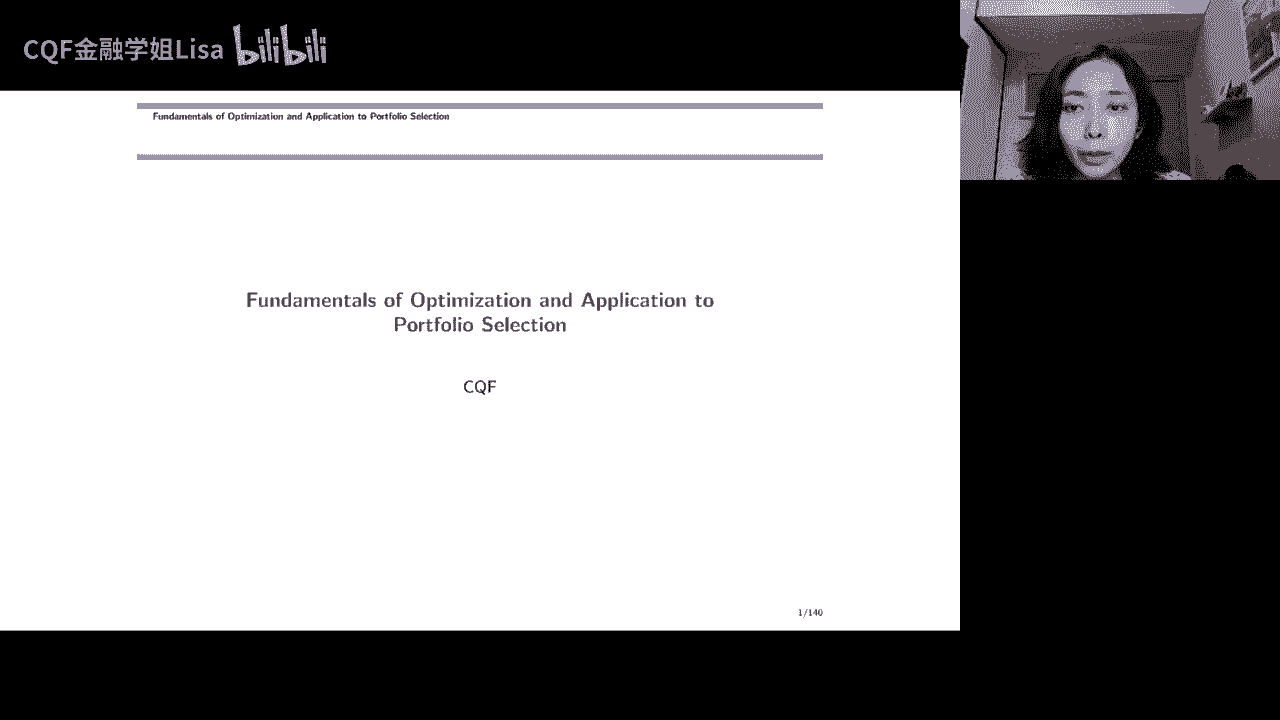 CQF金融学姐Lisa bilibili
Fundamentals of Optimization and Application to Portfolio Selection
Fundamentals of Optimization and Application to
Portfolio Selection
CQF
1/140